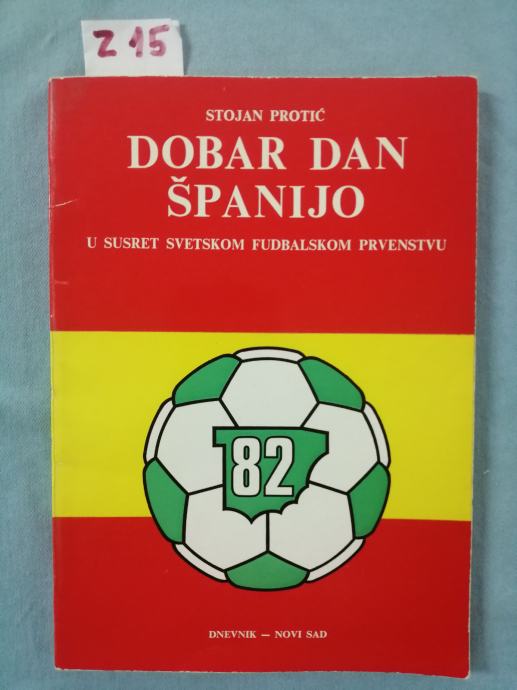 Z 15
STOJAN PROTIĆ
DOBAR DAN
ŠPANIJO
U SUSRET SVETSKOM FUDBALSKOM PRVENSTVU
82
DNEVNIK — NOVI SAD